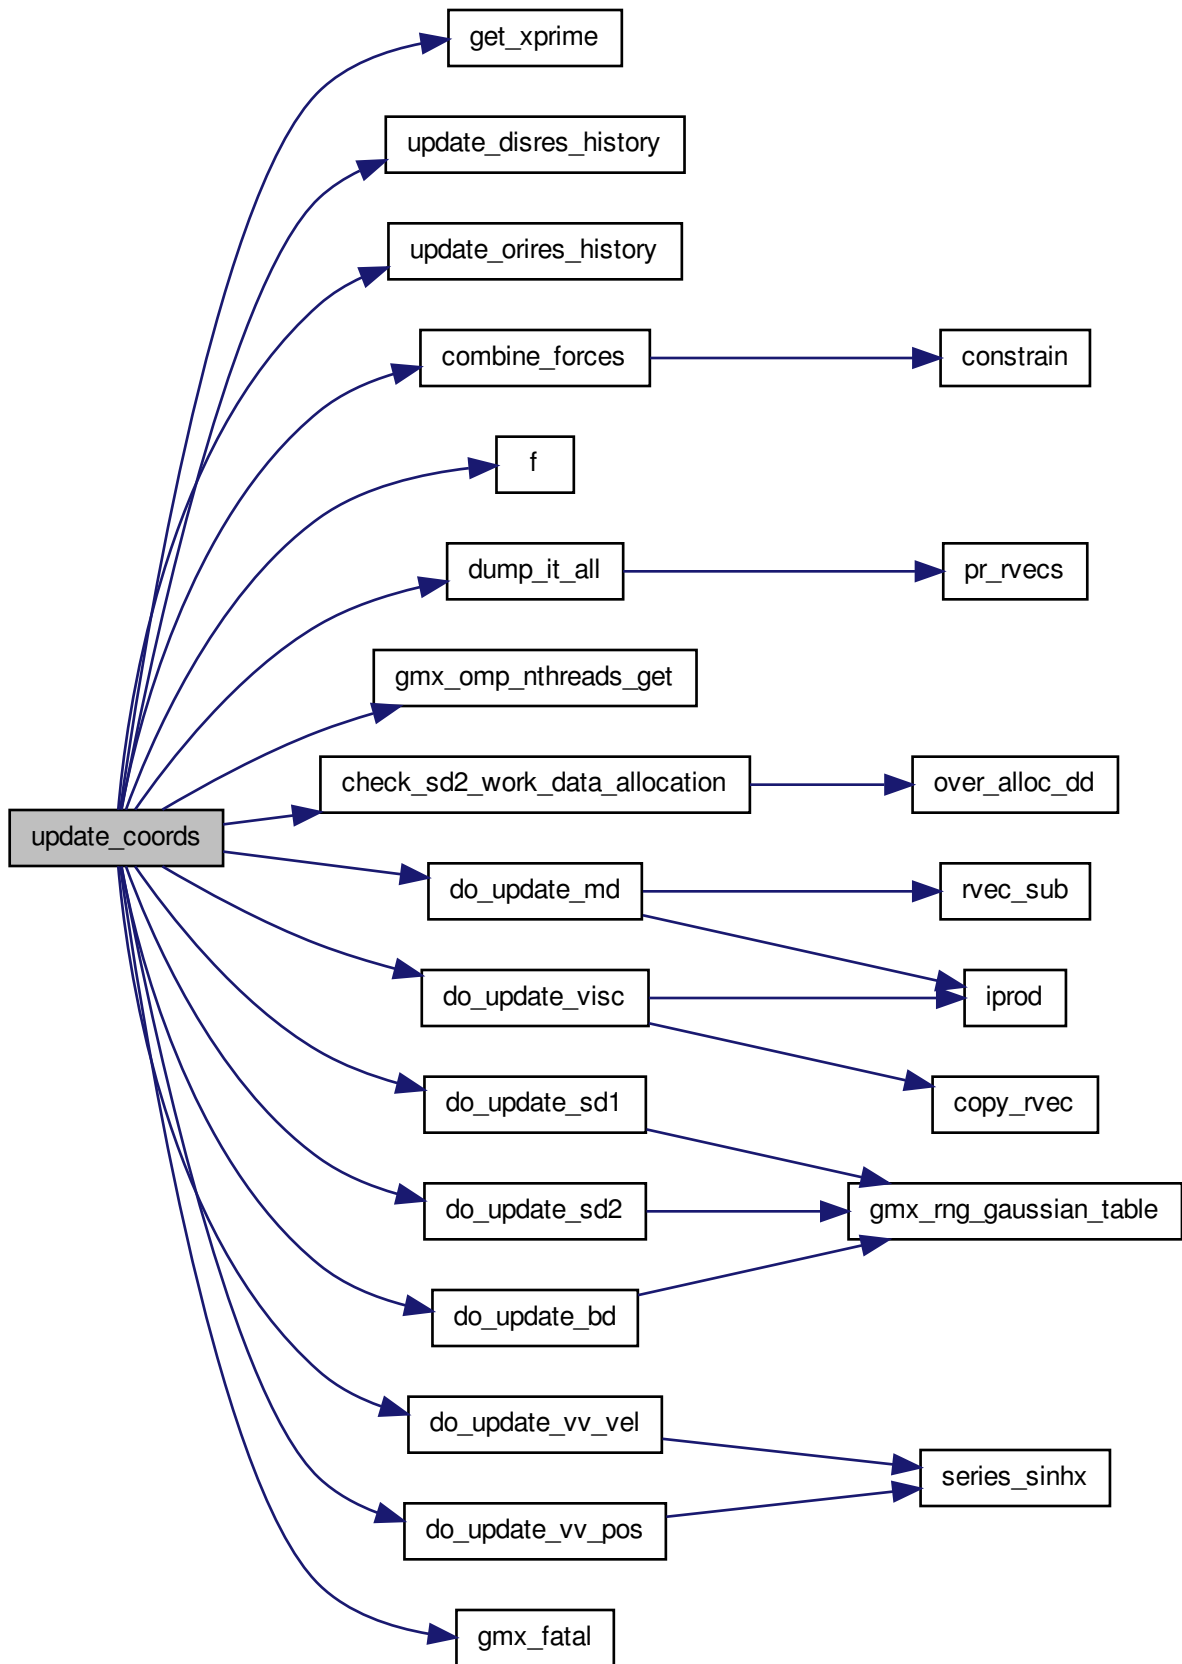 get_xprime
update_disres_history
update_orires_history
combine_forces
constrain
f
dump_it_all
pr_rvecs
gmx_omp_nthreads_get
check_sd2_work_data_allocation
over_alloc_dd
update_coords
do_update_md
rvec_sub
do_update_visc
iprod
do_update_sd1
copy_rvec
do_update_sd2
gmx_rng_gaussian_table
do_update_bd
do_update_vv_vel
series_sinhx
do_update_vv_pos
gmx_fatal